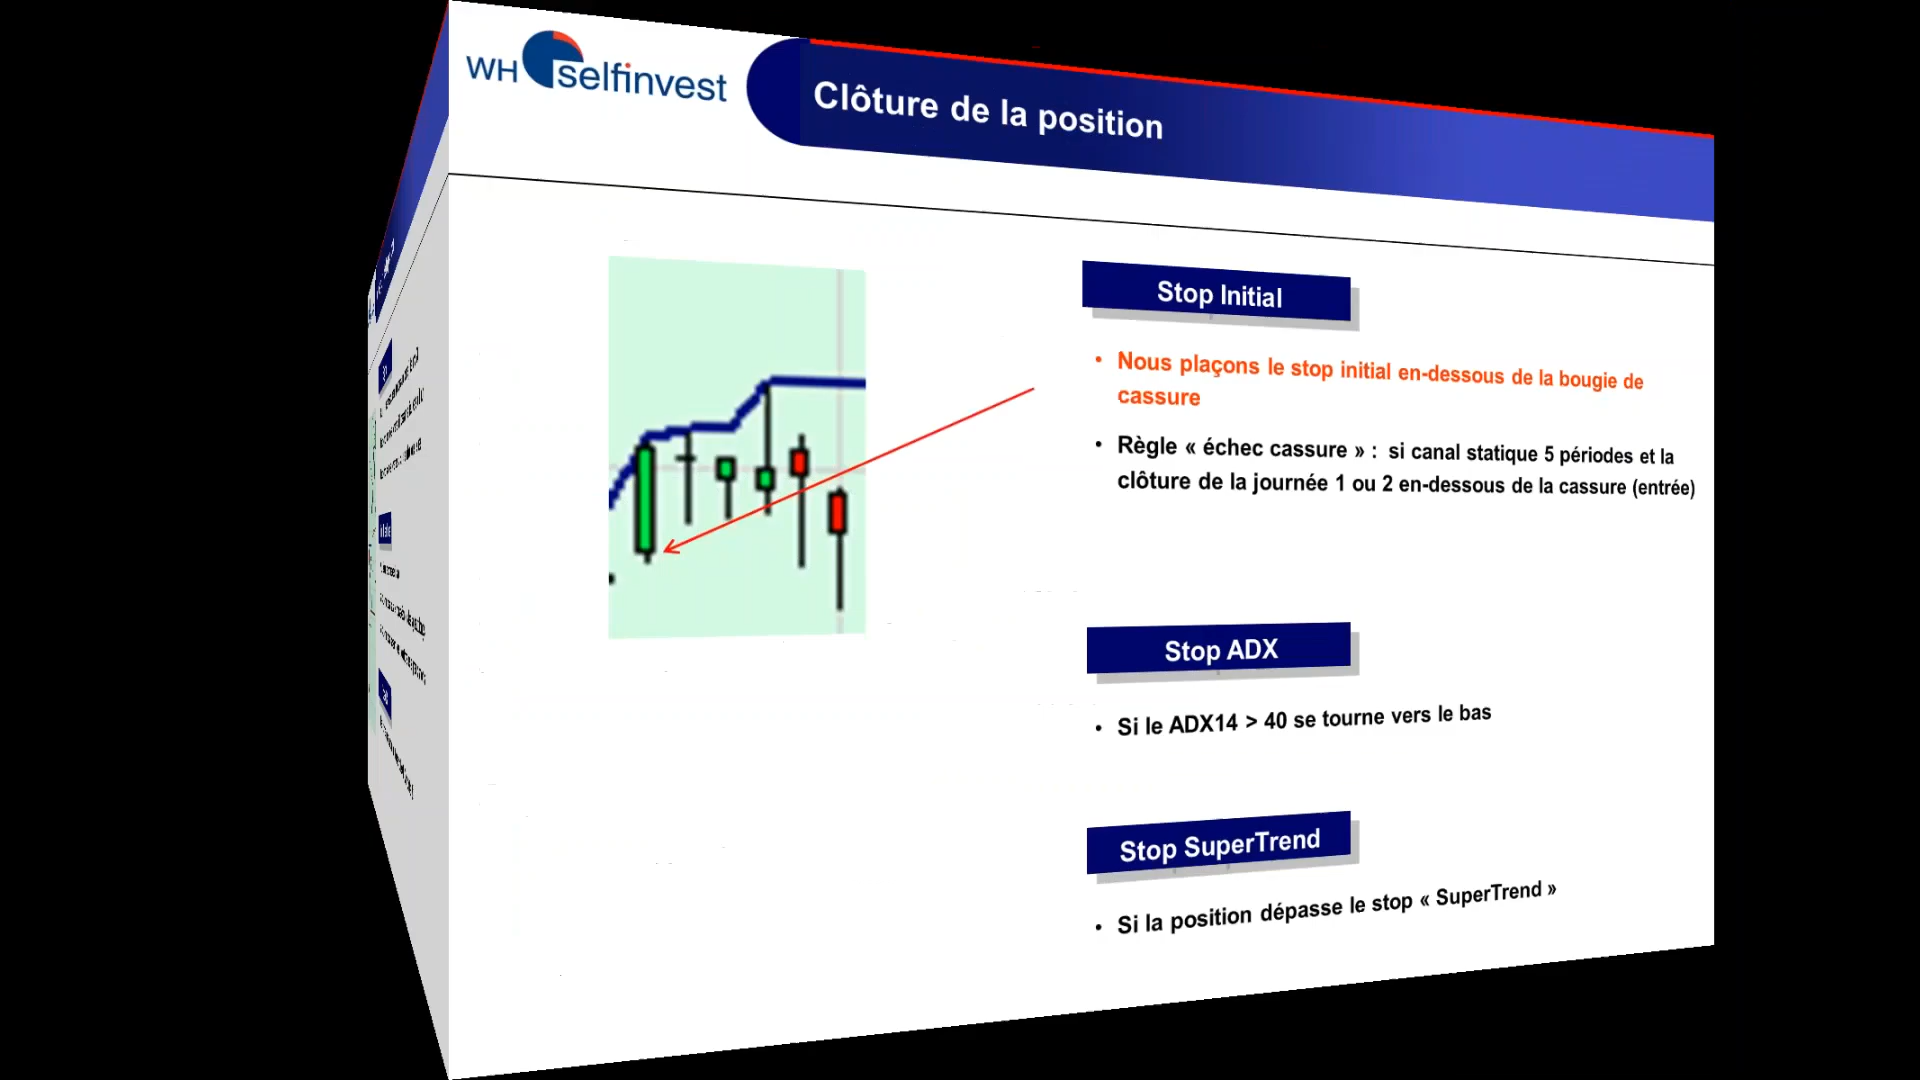 WH selfinvest
Clôture de la position
Stop Initial
• Nous plaçons le stop initial en-dessous de la bougie de
cassure
• Règle « échec cassure » : si canal statique 5 périodes et la
clôture de la journée 1 ou 2 en-dessous de la cassure (entrée)
Stop ADX
• Si le ADX14 > 40 se tourne vers le bas
Stop SuperTrend
• Si la position dépasse le stop « SuperTrend »